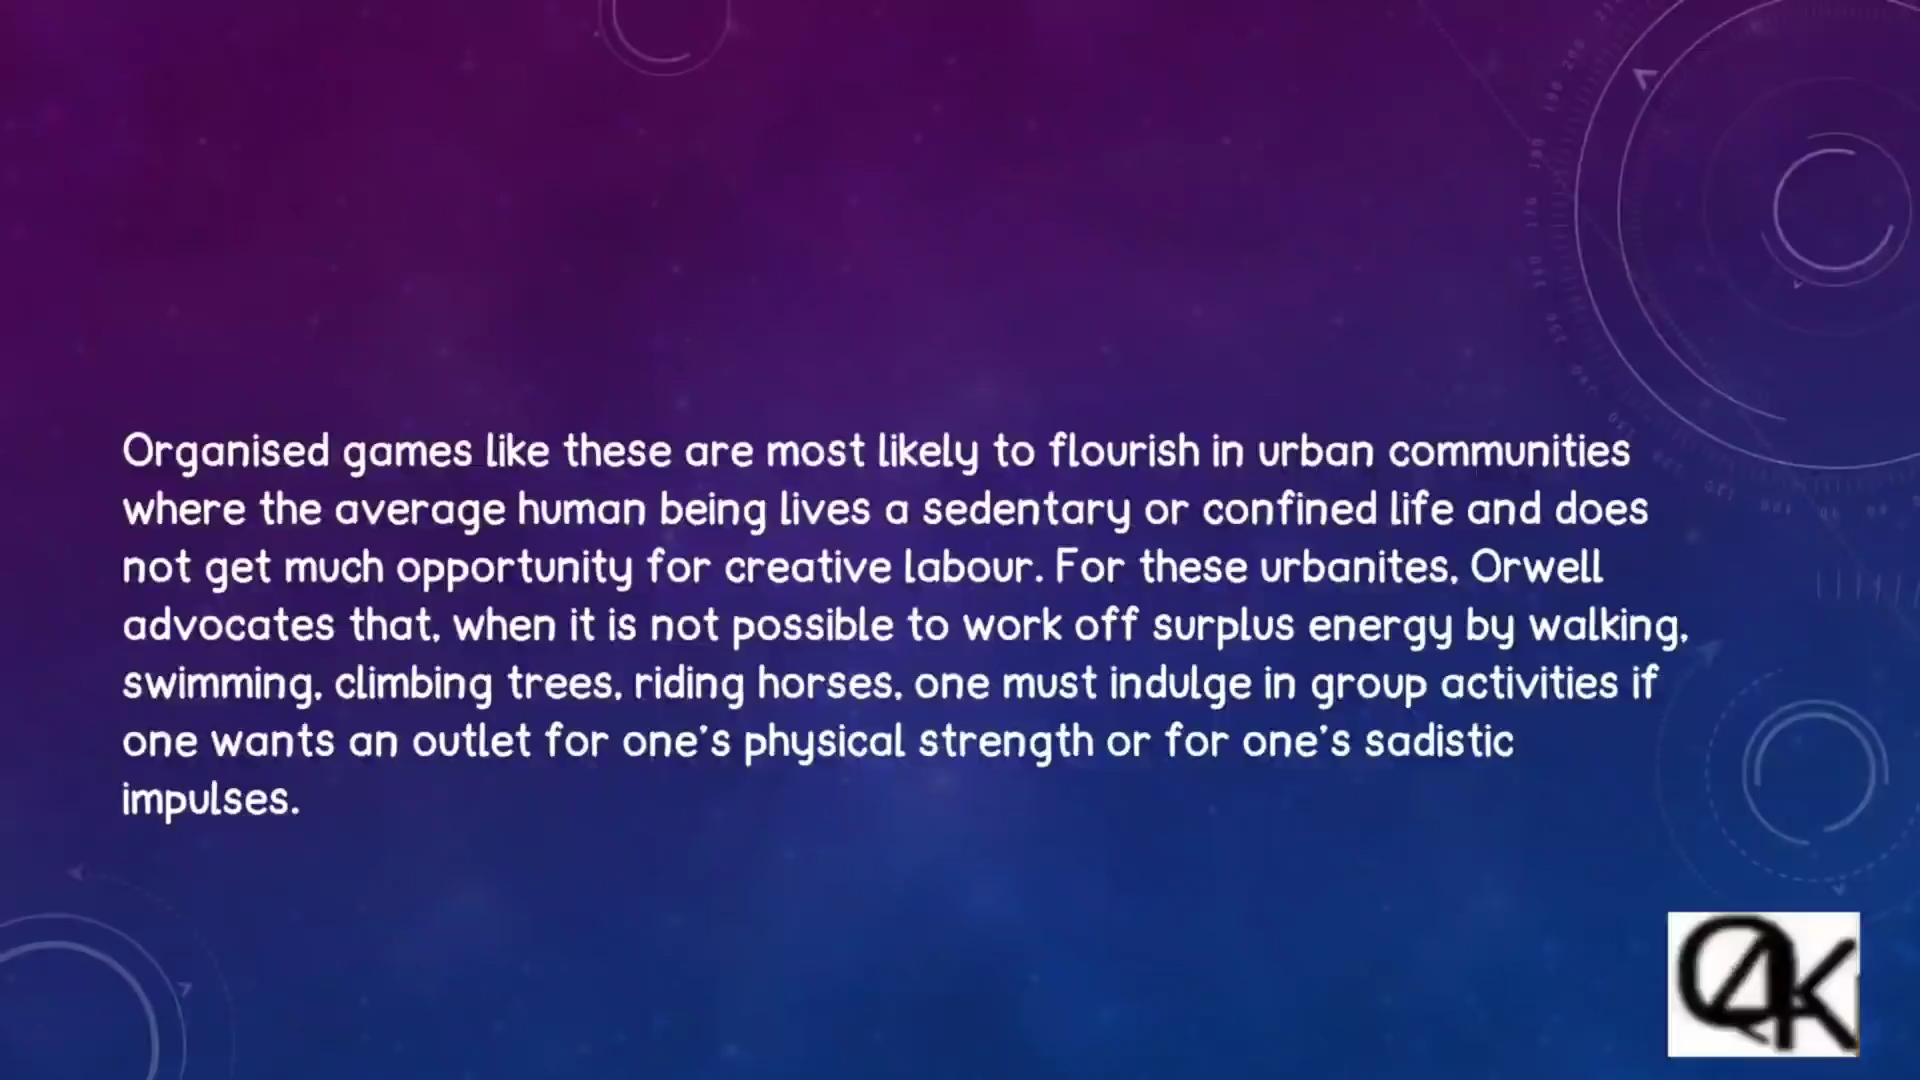 Organised games like these are most likely to flourish in urban communities
where the average human being lives a sedentary or confined life and does
not get much opportunity for creative labour. For these urbanites, Orwell
advocates that, when it is not possible to work off surplus energy by walking,
swimming, climbing trees, riding horses, one must indulge in group activities if
one wants an outlet for one's physical strength or for one's sadistic
impulses.